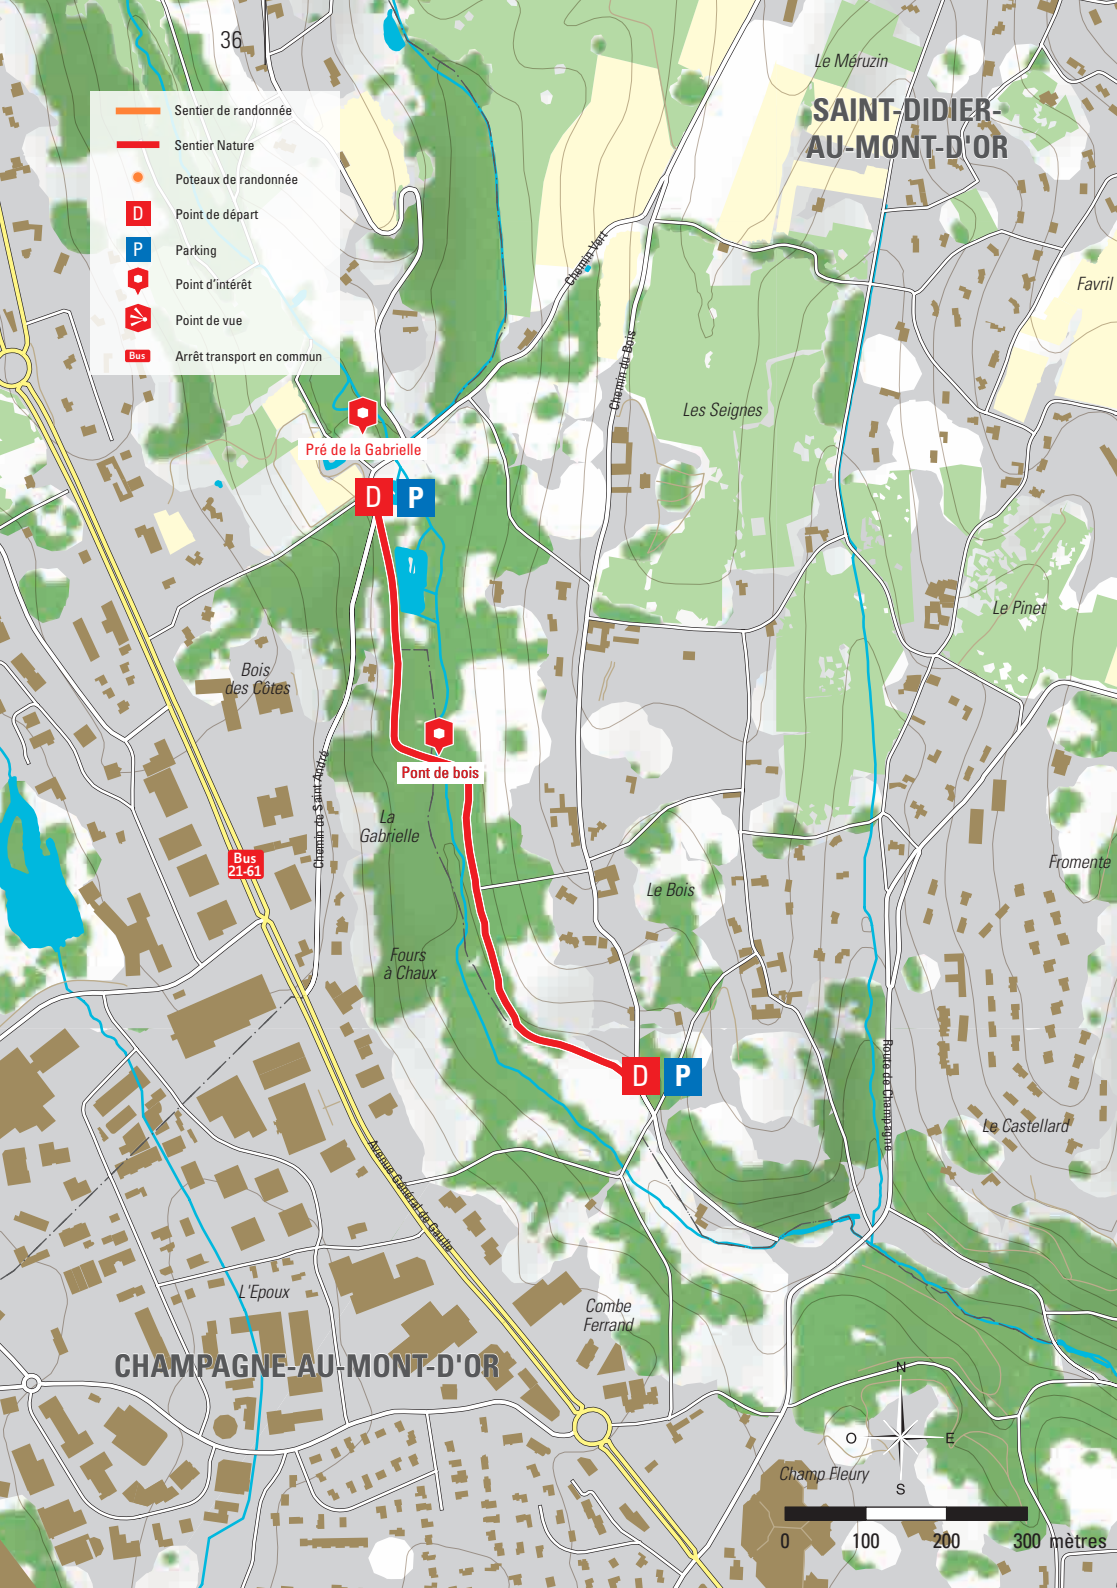 36
Le Méruzin
SAINT-DIDIER-
AU-MONT-D'OR
Sentier de randonnée
Sentier Nature
Poteaux de randonnée
D
Point de départ
P
Parking
Point d'intérêt
Point de vue
Bus
Arrêt transport en commun
Chemin Vert
Favril
Chemin du Bois
Les Seignes
Pré de la Gabrielle
D
P
Le Pinet
Bois
des Côtes
Pont de bois
Chemin de Saint André
La
Gabrielle
Bus
21-61
Fromente
Le Bois
Fours
à Chaux
D
P
Route de Champagne
Le Castellard
Avenue Général de Gaulle
L'Epoux
Combe
Ferrand
CHAMPAGNE-AU-MONT-D'OR
N
O
E
S
Champ Fleury
0
100
200
300 mètres